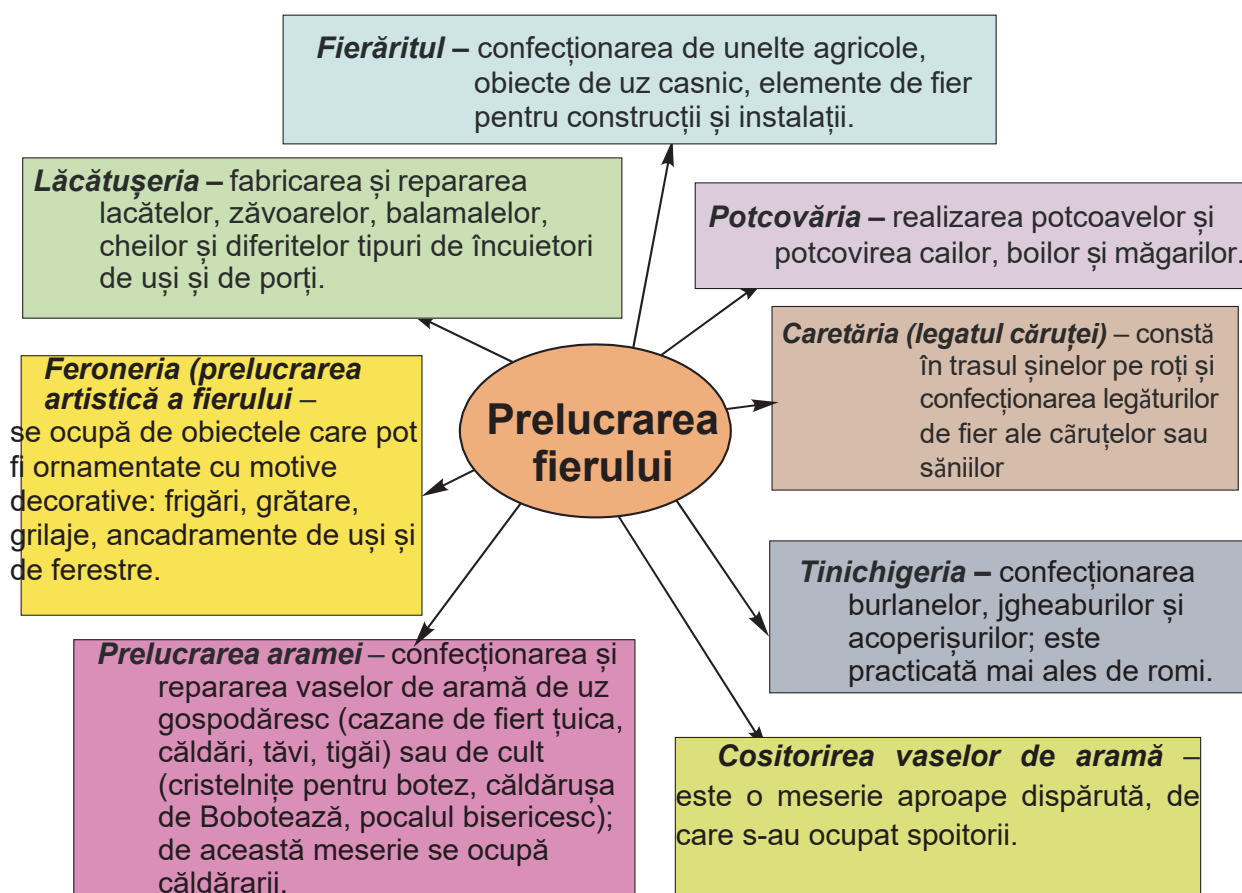 Fierăritul – confecționarea de unelte agricole,
obiecte de uz casnic, elemente de fier
pentru construcții și instalații.
Lăcătușeria – fabricarea și repararea
lacătelor, zăvoarelor, balamalelor,
cheilor și diferitelor tipuri de încuietori
de uși și de porți.
Potcovăria – realizarea potcoavelor și
potcovirea cailor, boilor și măgarilor.
Caretăria (legatul căruței) – constă
în trasul șinelor pe roți și
confecționarea legăturilor
de fier ale cãruțelor sau
săniilor
Feroneria (prelucrarea
artistică a fierului –
se ocupă de obiectele care pot
fi ornamentate cu motive
decorative: frigări, grătare,
grilaje, ancadramente de uși și
de ferestre.
Prelucrarea
fierului
Tinichigeria – confecționarea
burlanelor, jgheaburilor și
acoperișurilor; este
practicată mai ales de romi.
Prelucrarea aramei – confecționarea și
repararea vaselor de aramă de uz
gospodăresc (cazane de fiert țuica,
căldări, tăvi, tigăi) sau de cult
(cristelnițe pentru botez, căldărușa
de Bobotează, pocalul bisericesc);
de această meserie se ocupă
căldărarii.
Cositorirea vaselor de aramă –
este o meserie aproape dispărută, de
care s-au ocupat spoitorii.